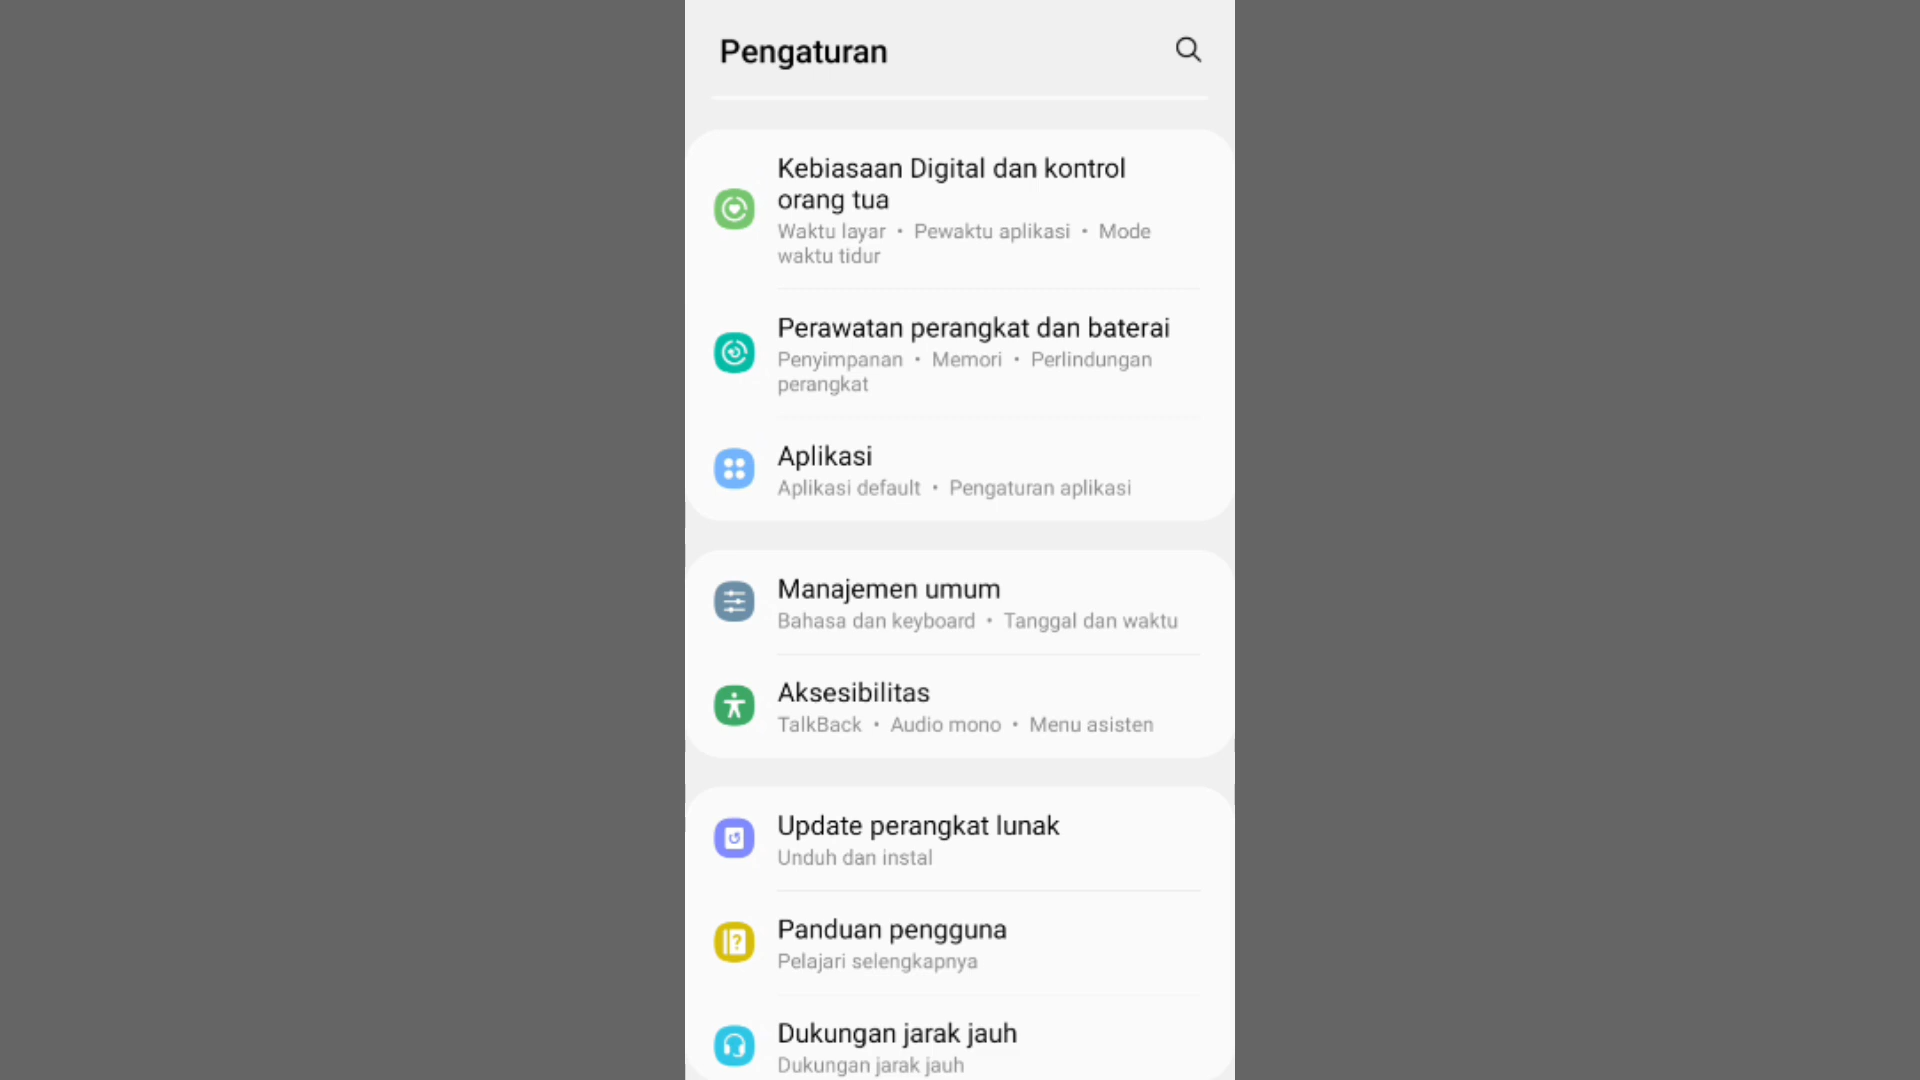 Pengaturan
Kebiasaan Digital dan kontrol
orang tua
Waktu layar • Pewaktu aplikasi • Mode
waktu tidur
Perawatan perangkat dan baterai
Penyimpanan • Memori • Perlindungan
perangkat
Aplikasi
Aplikasi default • Pengaturan aplikasi
Manajemen umum
Bahasa dan keyboard • Tanggal dan waktu
Aksesibilitas
TalkBack • Audio mono • Menu asisten
Update perangkat lunak
Unduh dan instal
Panduan pengguna
Pelajari selengkapnya
Dukungan jarak jauh
Dukungan jarak jauh